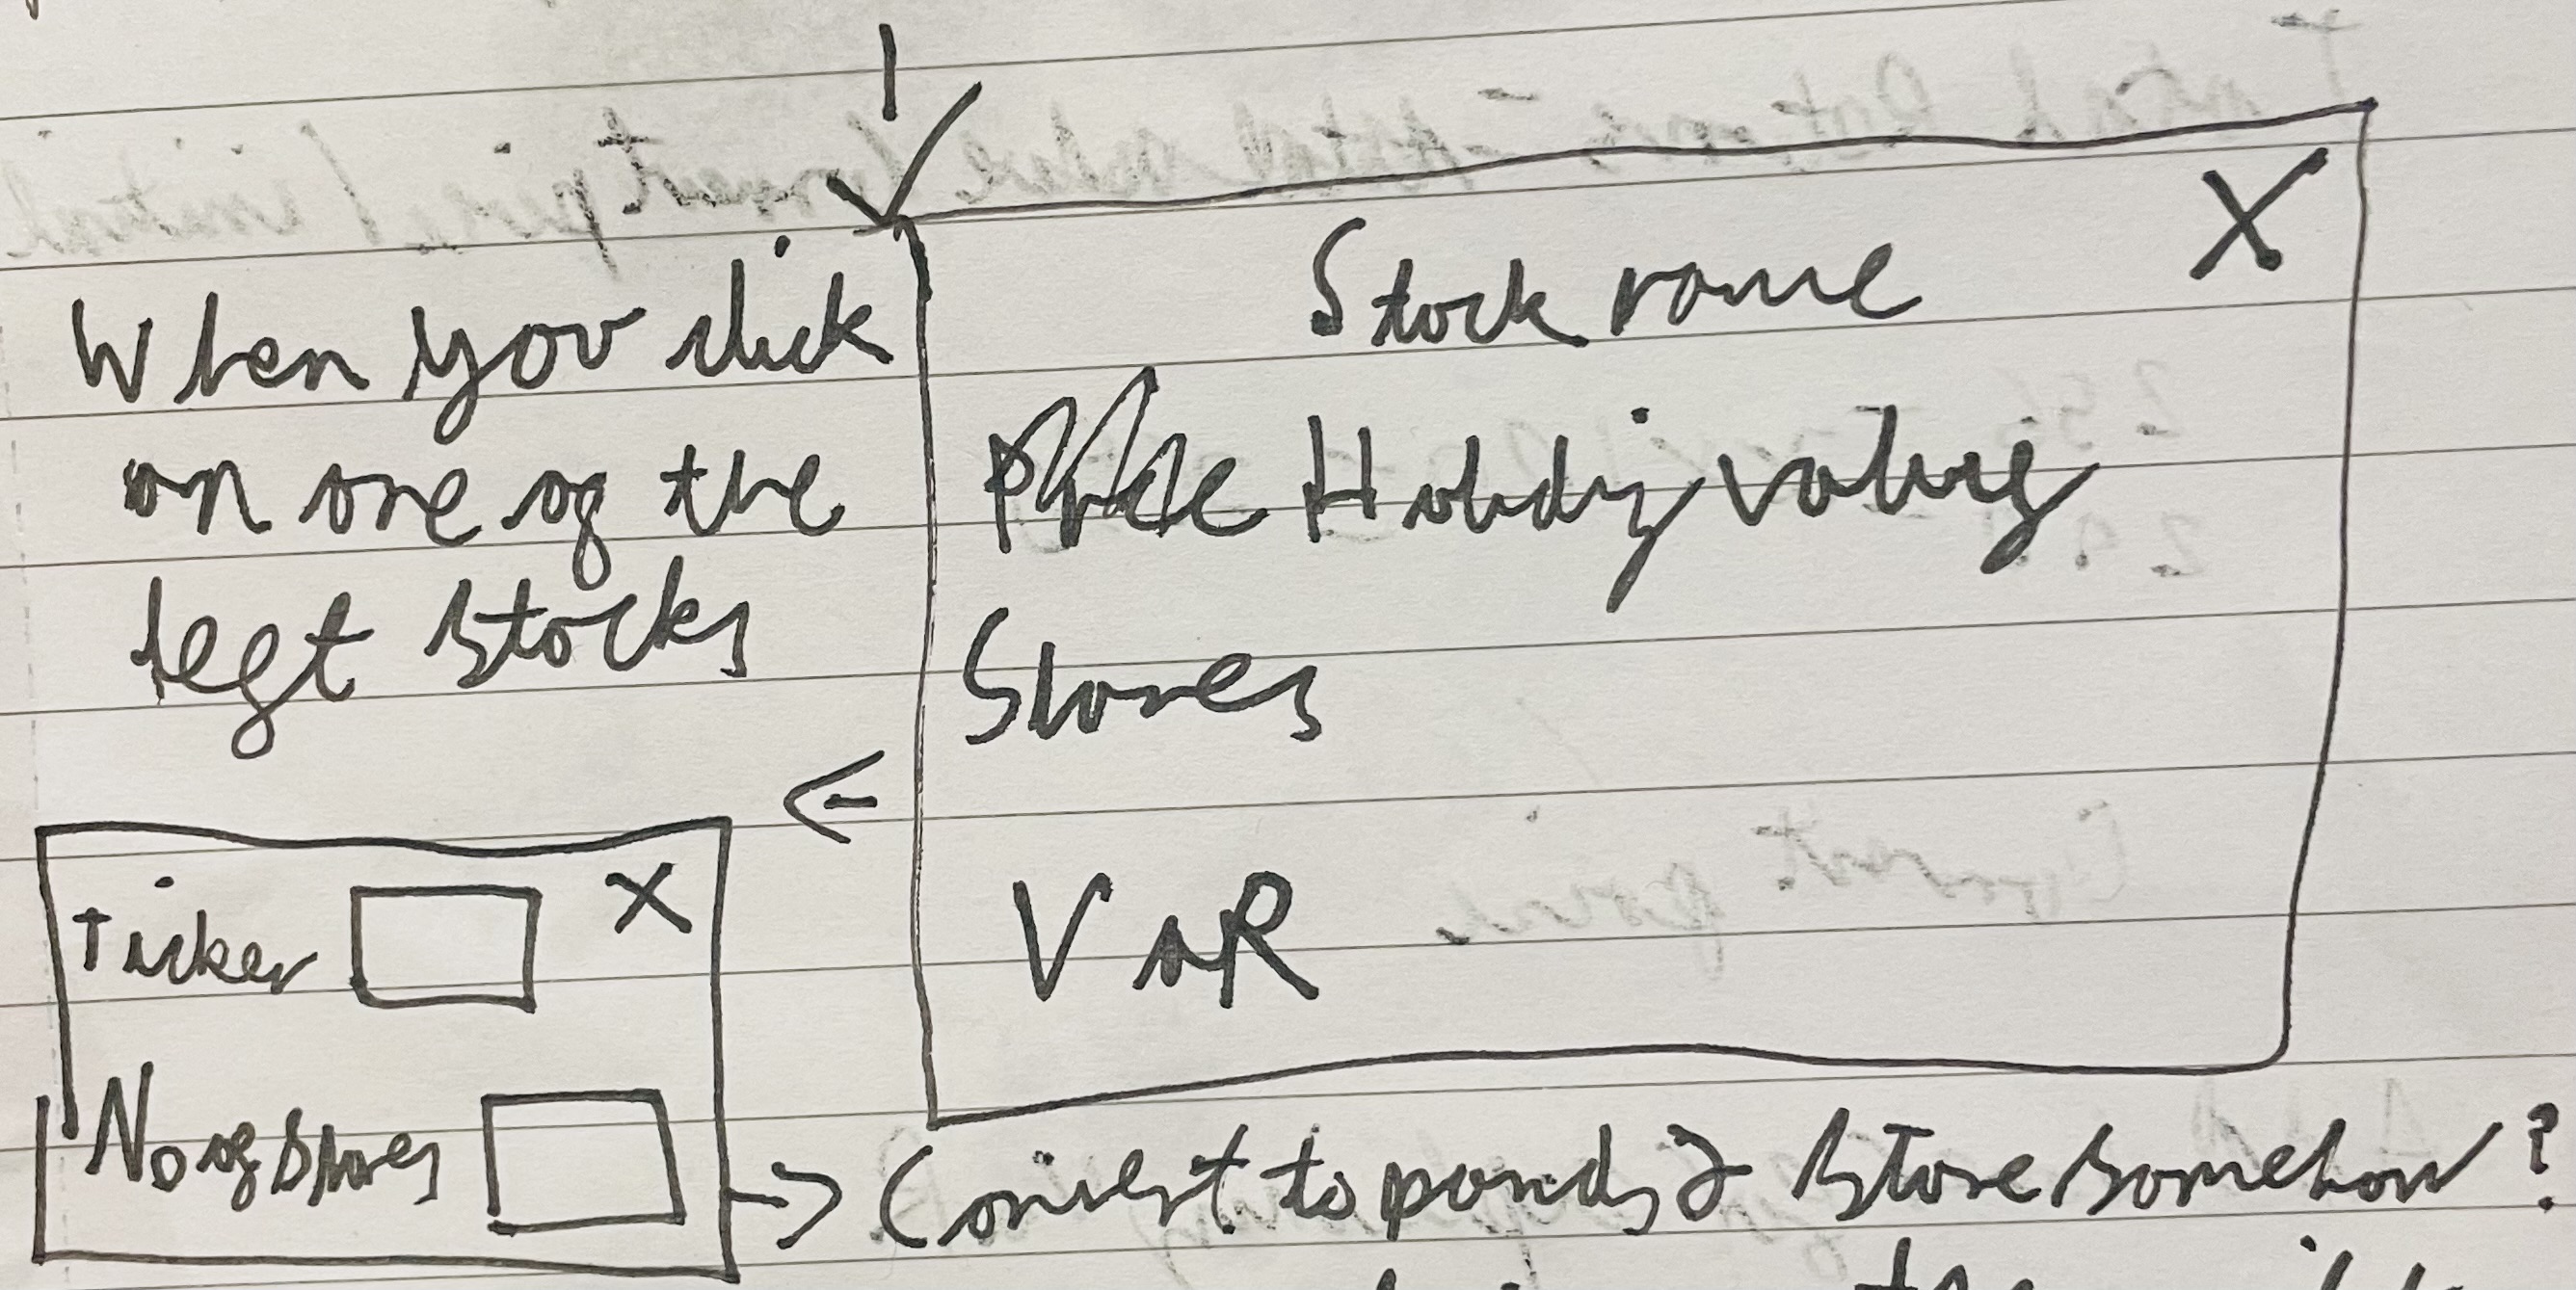 X
Stock name
When you click
on one of the
left stocks
Holding value
Shares
VaR
Ticker
X
No of shares
Convert to pounds & store somehow?